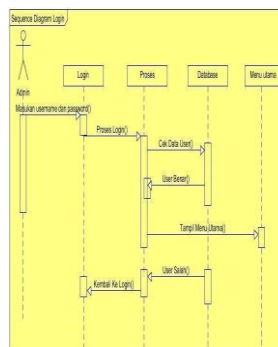 Sequence Diagram Login
Login
Proses
Database
Menu utama
Admin
Masukan username dan password()
Proses Login()
Cek Data User()
User Benar()
Tampil Menu Utama()
User Salah()
Kembali Ke Login()